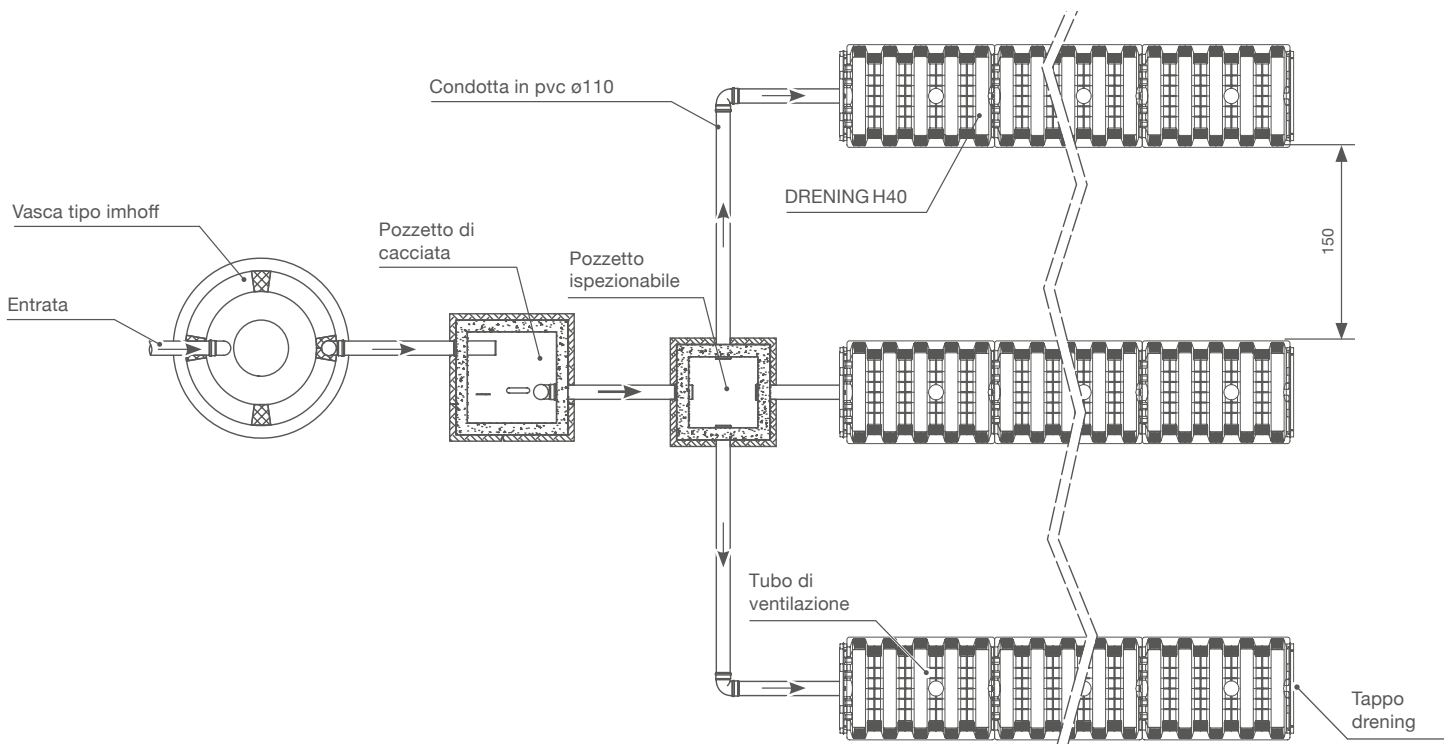 Condotta in pvc ø110
DRENING H40
Vasca tipo imhoff
Pozzetto di
cacciata
Pozzetto
ispezionabile
150
Entrata
Tubo di
ventilazione
Tappo
drening